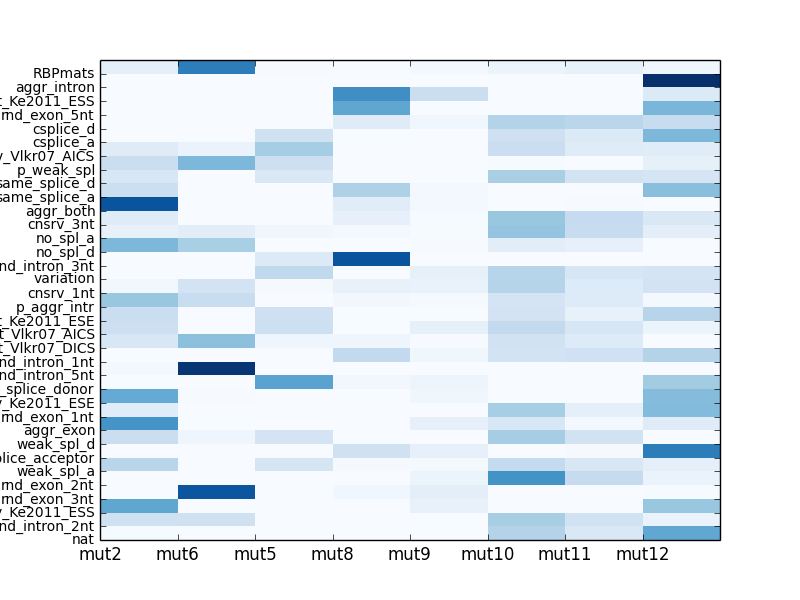 RBPmats
aggr_intron
t_Ke2011_ESS
rnd_exon_5nt
csplice_d
csplice_a
v_Vlkr07_AICS
p_weak_spl
same_splice_d
same_splice_a
aggr_both
cnsrv_3nt
no_spl_a
no_spl_d
nd_intron_3nt
variation
cnsrv_1nt
p_aggr_intr
t_Ke2011_ESE
t_Vlkr07_AICS
t_Vlkr07_DICS
nd_intron_1nt
nd_intron_5nt
splice_donor
v_Ke2011_ESE
rnd_exon_1nt
aggr_exon
weak_spl_d
plice_acceptor
weak_spl_a
rnd_exon_2nt
rnd_exon_3nt
v_Ke2011_ESS
nd_intron_2nt
nat
mut2 mut6 mut5 mut8 mut9 mut10 mut11 mut12